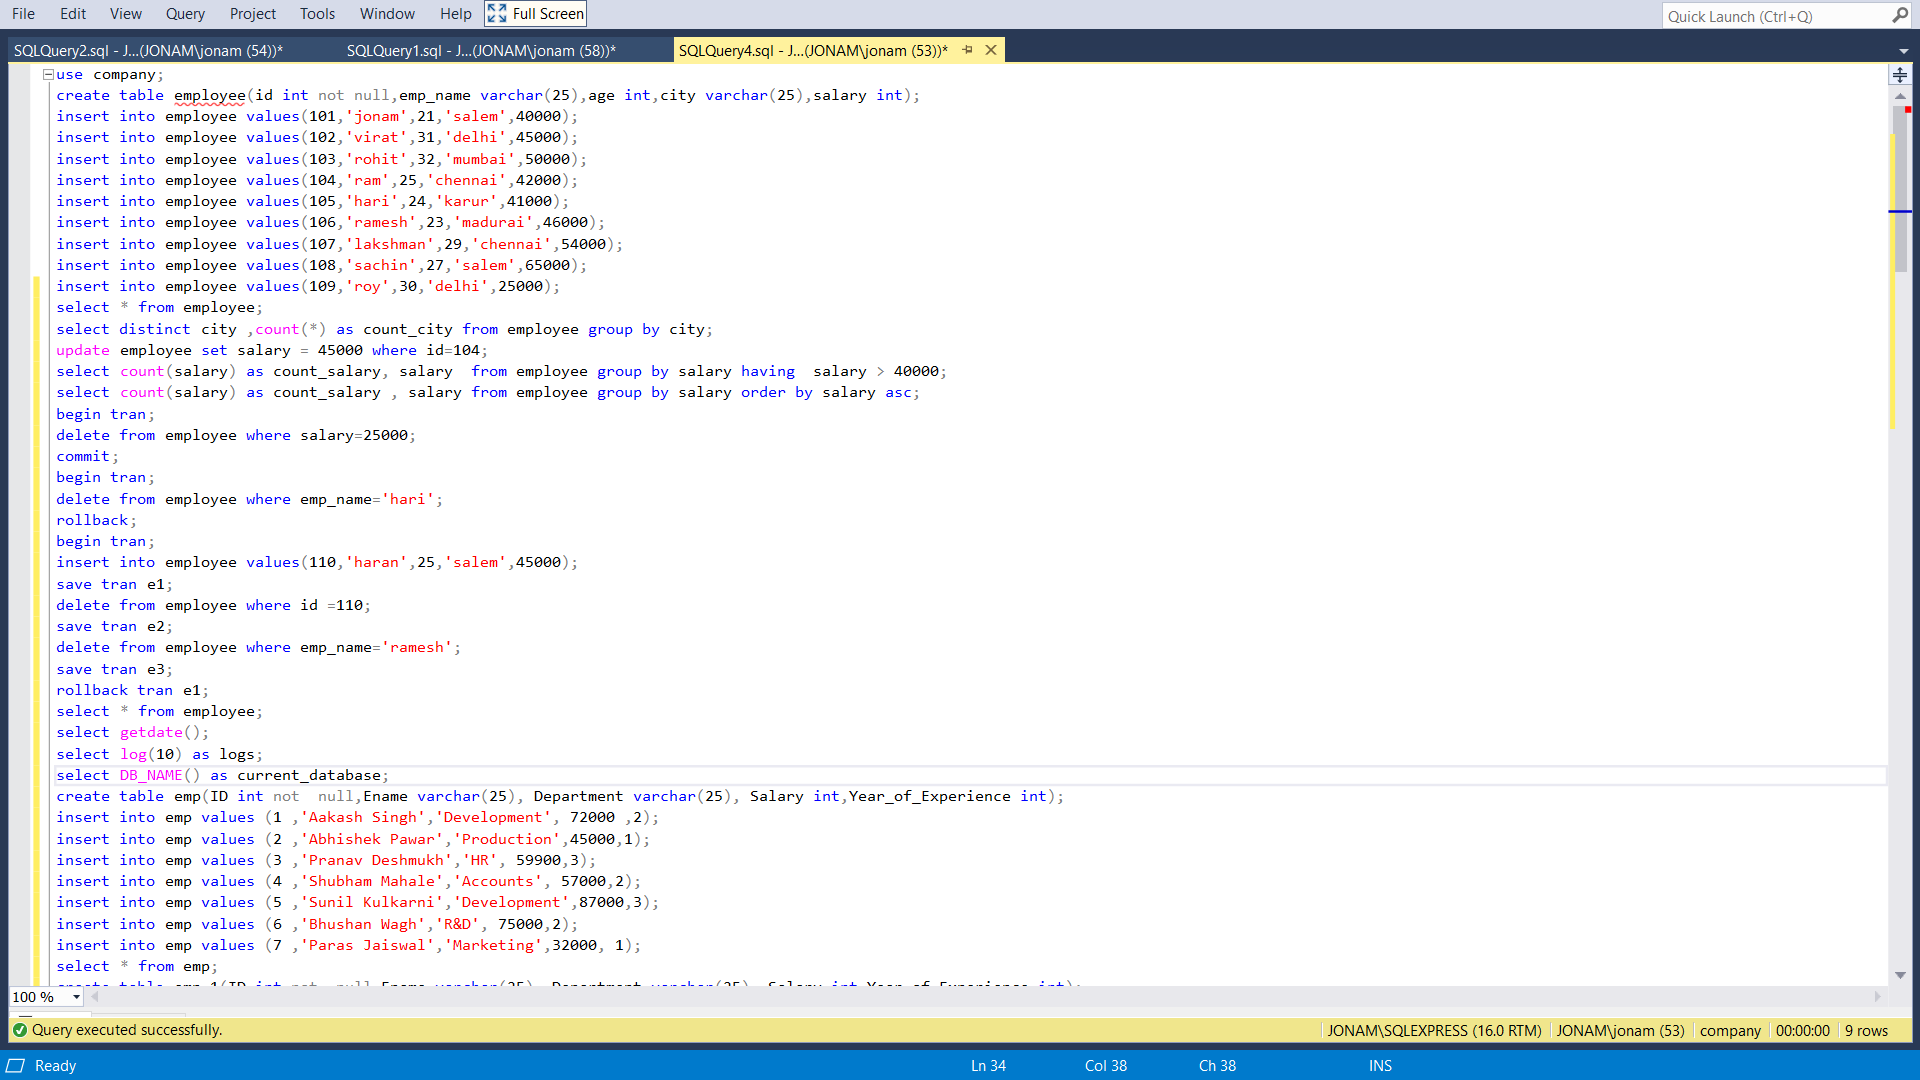 File Edit View Query Project Tools Window Help Full Screen
Quick Launch (Ctrl+Q)
SQLQuery2.sql - J...(JONAM\jonam (54))* SQLQuery1.sql - J...(JONAM\jonam (58))* SQLQuery4.sql - J...(JONAM\jonam (53))*
use company;
create table employee(id int not null,emp_name varchar(25),age int,city varchar(25),salary int);
insert into employee values(101,'jonam',21,'salem',40000);
insert into employee values(102,'virat',31,'delhi',45000);
insert into employee values(103,'rohit',32,'mumbai',50000);
insert into employee values(104,'ram',25,'chennai',42000);
insert into employee values(105,'hari',24,'karur',41000);
insert into employee values(106,'ramesh',23,'madurai',46000);
insert into employee values(107,'lakshman',29,'chennai',54000);
insert into employee values(108,'sachin',27,'salem',65000);
insert into employee values(109,'roy',30,'delhi',25000);
select * from employee;
select distinct city ,count(*) as count_city from employee group by city;
update employee set salary = 45000 where id=104;
select count(salary) as count_salary, salary  from employee group by salary having  salary > 40000;
select count(salary) as count_salary , salary from employee group by salary order by salary asc;
begin tran;
delete from employee where salary=25000;
commit;
begin tran;
delete from employee where emp_name='hari';
rollback;
begin tran;
insert into employee values(110,'haran',25,'salem',45000);
save tran e1;
delete from employee where id =110;
save tran e2;
delete from employee where emp_name='ramesh';
save tran e3;
rollback tran e1;
select * from employee;
select getdate();
select log(10) as logs;
select DB_NAME() as current_database;
create table emp(ID int not  null,Ename varchar(25), Department varchar(25), Salary int,Year_of_Experience int);
insert into emp values (1 ,'Aakash Singh','Development', 72000 ,2);
insert into emp values (2 ,'Abhishek Pawar','Production',45000,1);
insert into emp values (3 ,'Pranav Deshmukh','HR', 59900,3);
insert into emp values (4 ,'Shubham Mahale','Accounts', 57000,2);
insert into emp values (5 ,'Sunil Kulkarni','Development',87000,3);
insert into emp values (6 ,'Bhushan Wagh','R&D', 75000,2);
insert into emp values (7 ,'Paras Jaiswal','Marketing',32000, 1);
select * from emp;
create table emp_1(ID int not  null,Ename varchar(25), Department varchar(25), Salary int,Year_of_Experience int);
100 %
Query executed successfully. JONAM\SQLEXPRESS (16.0 RTM) JONAM\jonam (53) company 00:00:00 9 rows
Ready Ln 34 Col 38 Ch 38 INS